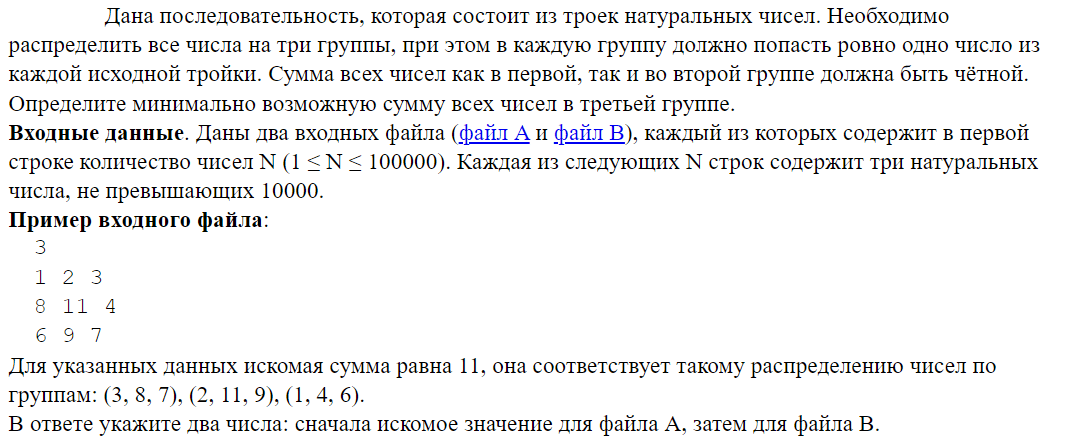 Дана последовательность, которая состоит из троек натуральных чисел. Необходимо
распределить все числа на три группы, при этом в каждую группу должно попасть ровно одно число из
каждой исходной тройки. Сумма всех чисел как в первой, так и во второй группе должна быть чётной.
Определите минимально возможную сумму всех чисел в третьей группе.
Входные данные. Даны два входных файла (файл A и файл B), каждый из которых содержит в первой
строке количество чисел N (1 ≤ N ≤ 100000). Каждая из следующих N строк содержит три натуральных
числа, не превышающих 10000.
Пример входного файла:
3
1 2 3
8 11 4
6 9 7
Для указанных данных искомая сумма равна 11, она соответствует такому распределению чисел по
группам: (3, 8, 7), (2, 11, 9), (1, 4, 6).
В ответе укажите два числа: сначала искомое значение для файла A, затем для файла B.